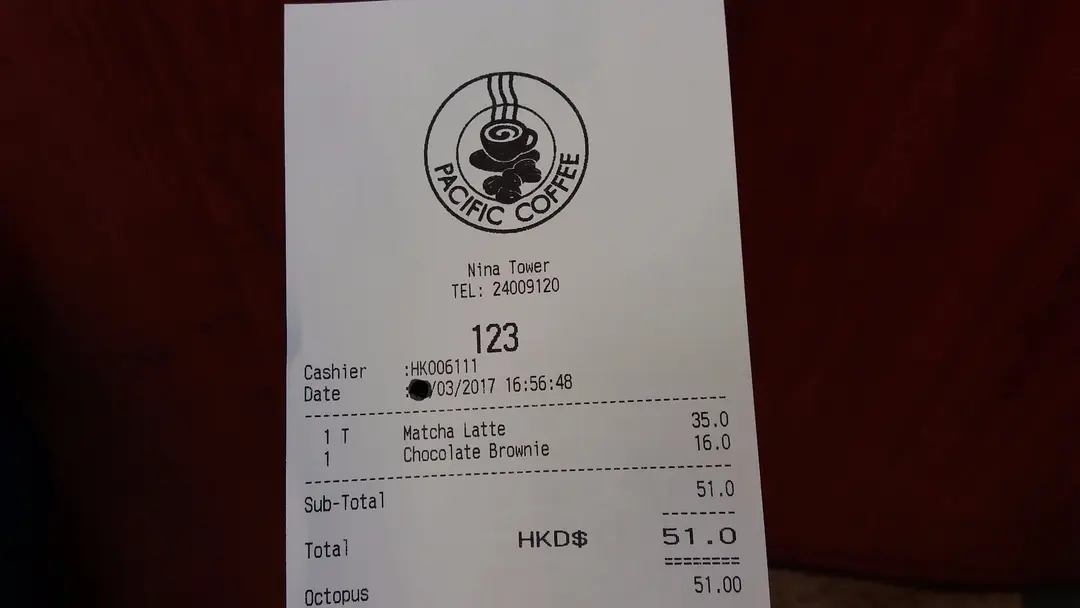 PACIFIC COFFEE
Nina Tower
TEL: 24009120
123
Cashier :HK006111
Date :/03/2017 16:56:48
1 T Matcha Latte 35.0
1 Chocolate Brownie 16.0
Sub-Total 51.0
Total HKD$ 51.0
Octopus 51.00